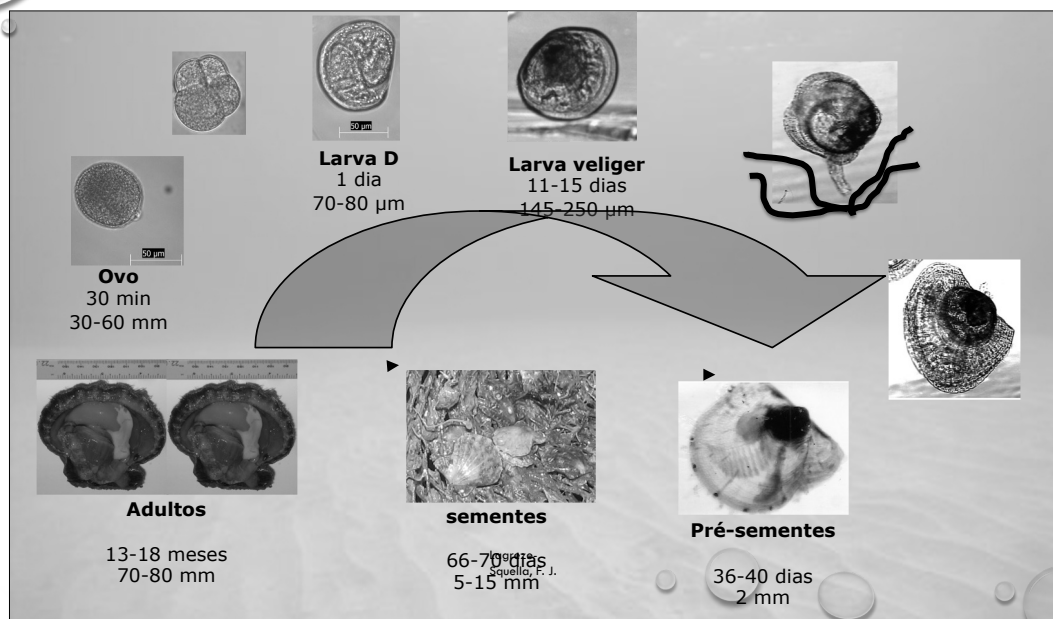 50 µm
Larva D
1 dia
70-80 µm
Larva veliger
11-15 dias
145-250 µm
50 µm
Ovo
30 min
30-60 mm
Adultos
13-18 meses
70-80 mm
sementes
66-70 dias
5-15 mm
Squella, F. J.
Pré-sementes
36-40 dias
2 mm